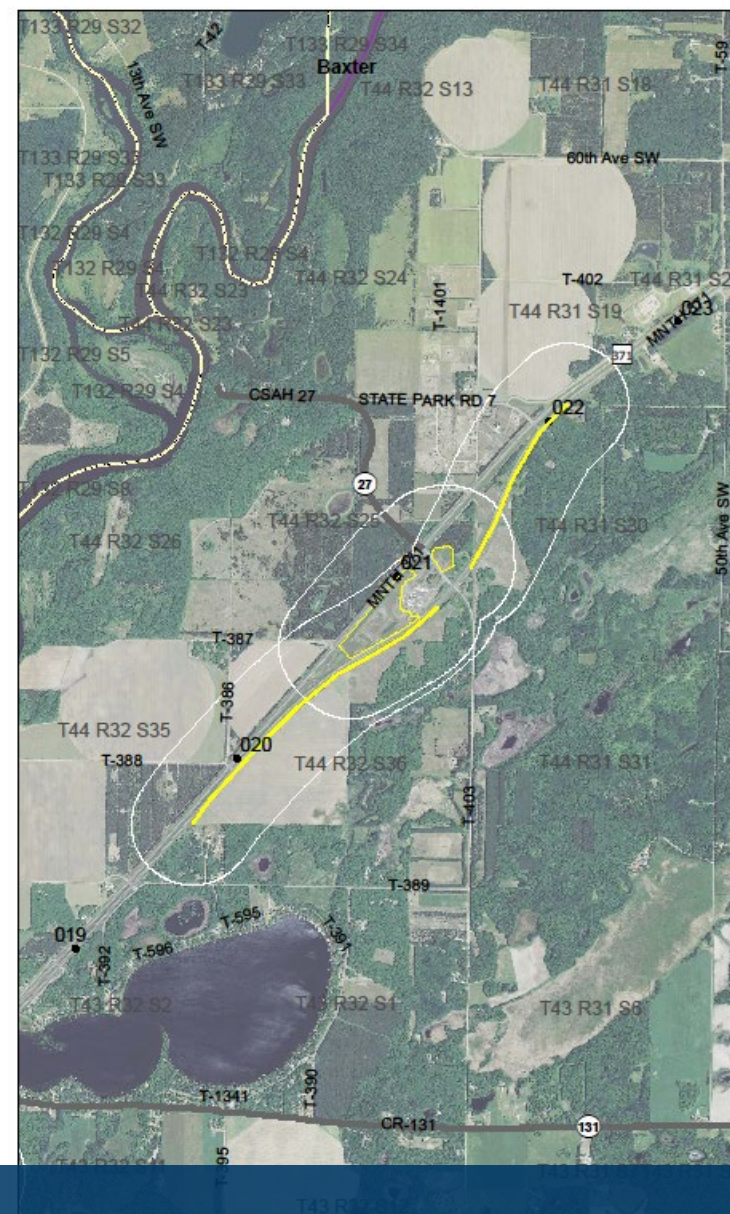 T133 R29 S32
T-42
T133 R29 S34
T-59
Baxter
13th Ave SW
T133 R29 S33
T44 R32 S13
T44 R31 S18
60th Ave SW
T133 R29 S33
T132 R29 S4
T132 R29 S4
T132 R29 S4
T44 R32 S24
T-402
T44 R32 S23
T-1401
T44 R31 S19
023
T44 R32 S23
371
T132 R29 S5
T132 R29 S4
CSAH 27
STATE PARK RD 7
022
27
T44 R32 S25
T44 R31 S30
T44 R32 S26
50th Ave SW
021
T-387
T-386
T44 R32 S35
020
T-388
T44 R32 S36
T44 R31 S31
T-403
T-389
T-595
019
T-596
T-391
T-392
T43 R32 S2
T43 R32 S1
T43 R31 S6
T-1341
T-390
CR-131
131